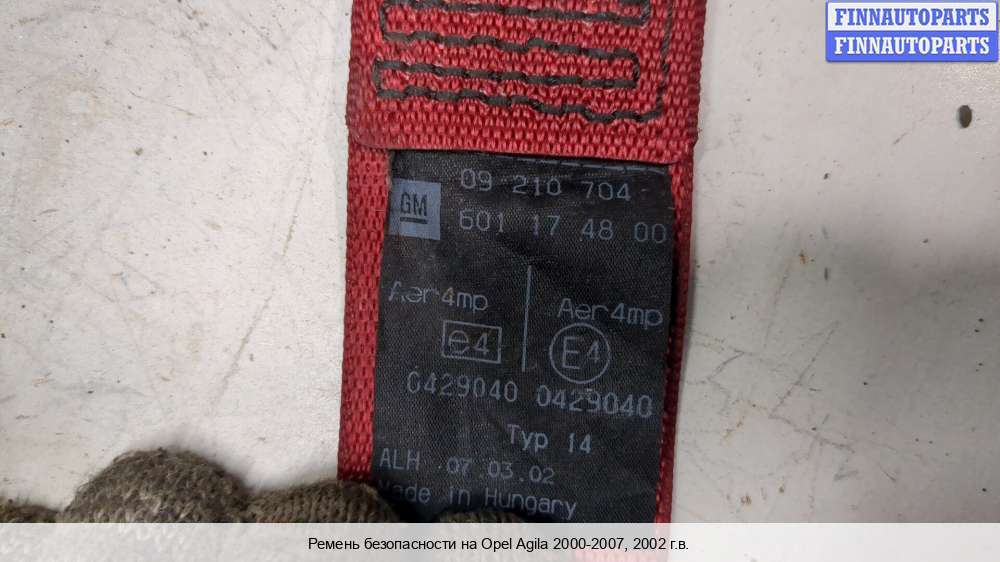 FINNAUTOPARTS
FINNAUTOPARTS
09 210 704
GM
601 17 48 00
Aer4mp Aer4mp
e4 E4
0429040 0429040
Typ 14
ALH .07.03.02
Made in Hungary
Ремень безопасности на Opel Agila 2000-2007, 2002 г.в.